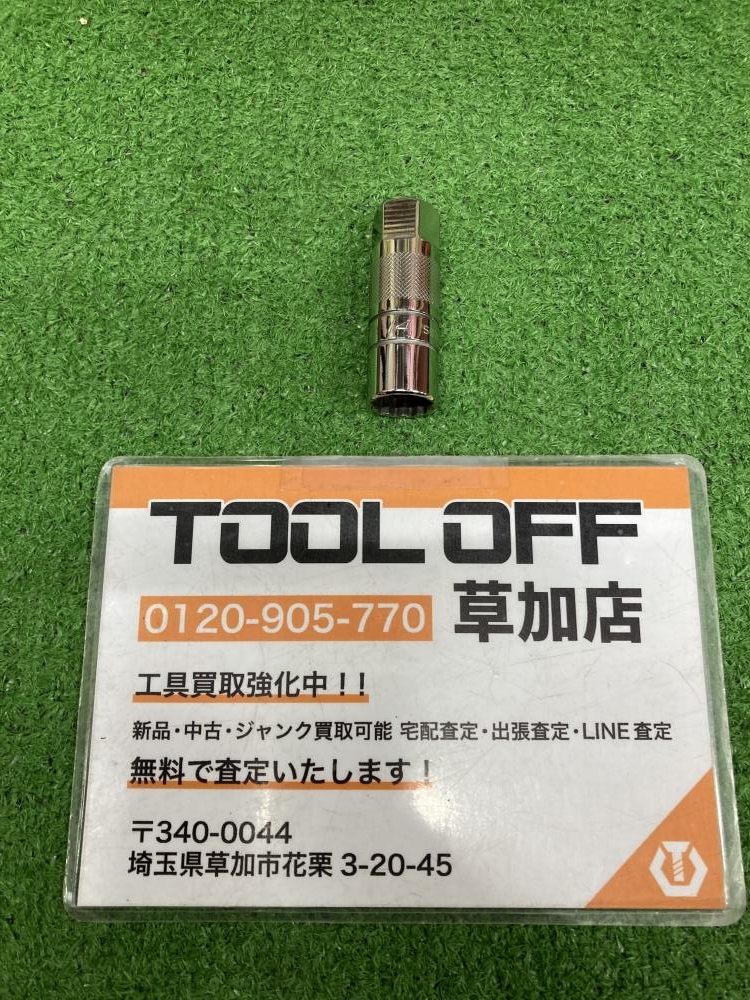 TOOL OFF
0120-905-770 草加店
工具買取強化中！！
新品・中古・ジャンク買取可能 宅配査定・出張査定・LINE査定
無料で査定いたします！
〒340-0044
埼玉県草加市花栗 3-20-45